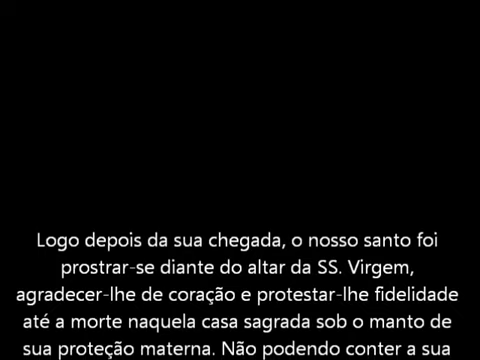 Logo depois da sua chegada, o nosso santo foi
prostrar-se diante do altar da SS. Virgem,
agradecer-lhe de coração e protestar-lhe fidelidade
até a morte naquela casa sagrada sob o manto de
sua proteção materna. Não podendo conter a sua